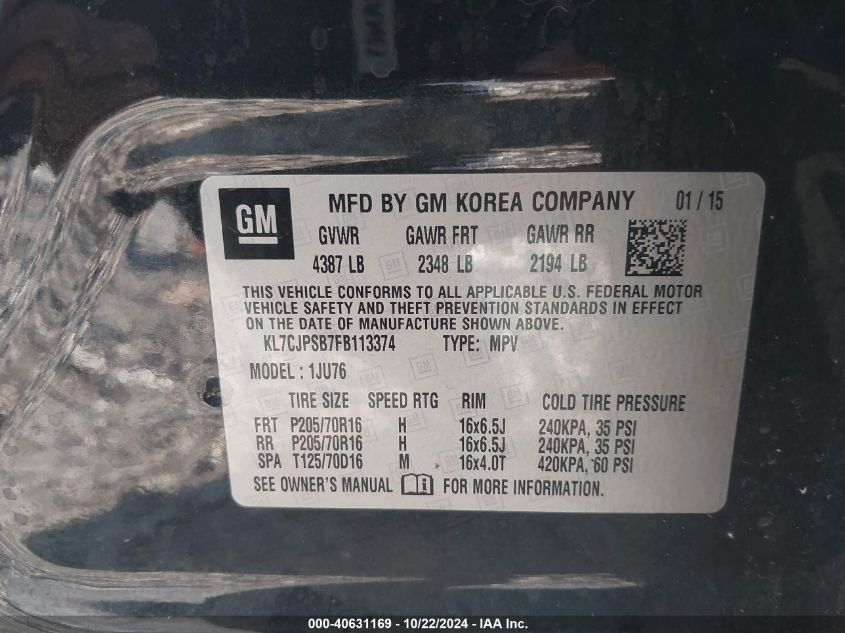 GM
MFD BY GM KOREA COMPANY 01 / 15
GVWR GAWR FRT GAWR RR
4387 LB 2348 LB 2194 LB
THIS VEHICLE CONFORMS TO ALL APPLICABLE U.S. FEDERAL MOTOR
VEHICLE SAFETY AND THEFT PREVENTION STANDARDS IN EFFECT
ON THE DATE OF MANUFACTURE SHOWN ABOVE.
KL7CJPSB7FB113374 TYPE: MPV
MODEL : 1JU76
TIRE SIZE SPEED RTG RIM COLD TIRE PRESSURE
FRT P205/70R16 H 16x6.5J 240KPA, 35 PSI
RR P205/70R16 H 16x6.5J 240KPA, 35 PSI
SPA T125/70D16 M 16x4.0T 420KPA, 60 PSI
SEE OWNER'S MANUAL FOR MORE INFORMATION.
000-40631169 - 10/22/2024 - IAA Inc.